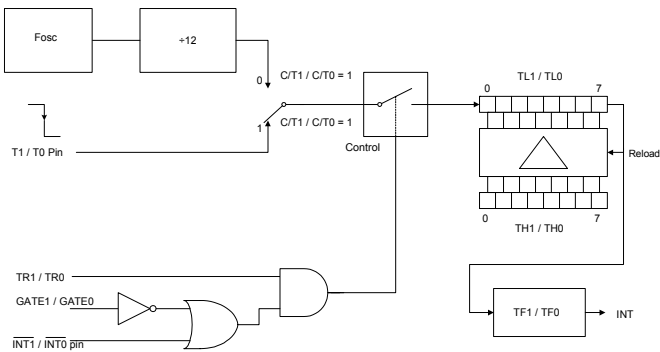 Fosc
÷12
0
C/T1 / C/T0 = 1
1
C/T1 / C/T0 = 1
T1 / T0 Pin
Control
TL1 / TL0
0
7
Reload
0
7
TH1 / TH0
TR1 / TR0
GATE1 / GATE0
INT1 / INT0 pin
TF1 / TF0
INT